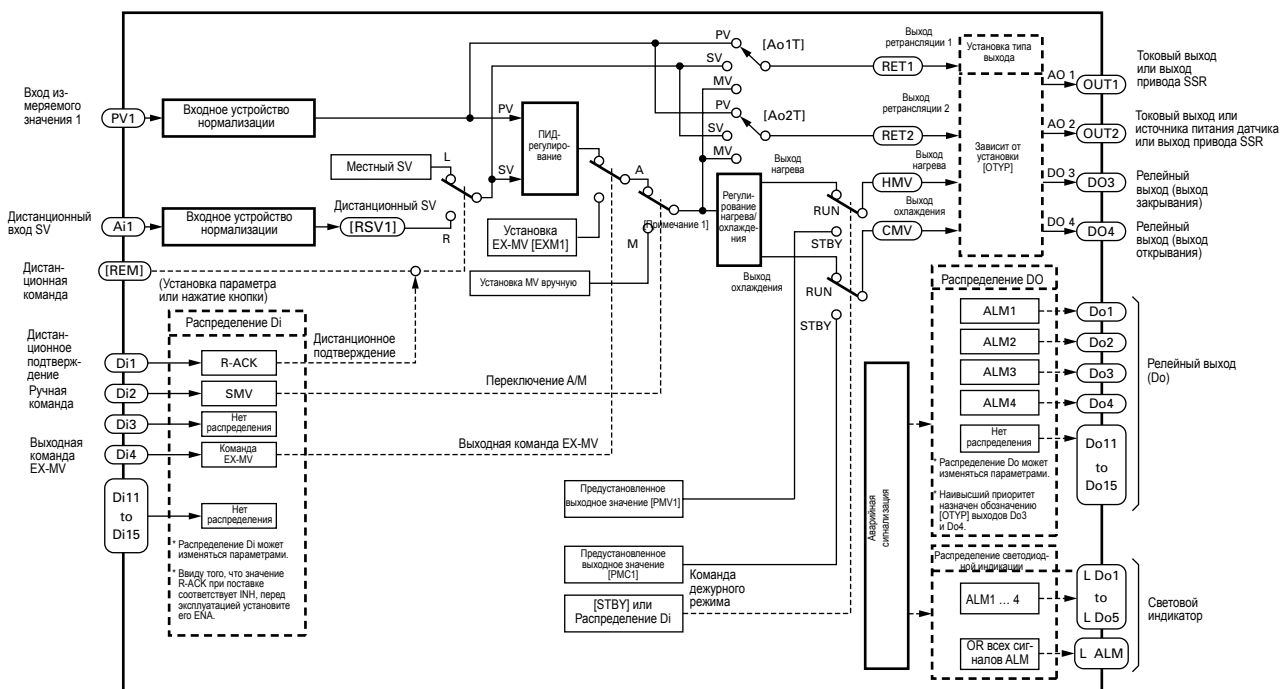 Вход из-
меряемого
значения 1
PV1
Входное устройство
нормализации
Местный SV
L
Дистанционный
вход SV
Ai1
Входное устройство
нормализации
Дистанционный SV
[RSV1]
R
PV
SV
ПИД-
регулиро-
вание
A
M
Установка
EX-MV [EXM1]
Установка MV вручную
[Примечание 1]
PV
SV
MV
[Ao1T]
PV
SV
MV
[Ao2T]
Выход
ретрансляции 1
RET1
Выход
ретрансляции 2
RET2
Выход
нагрева
Регули-
рование
нагрева/
охлажде-
ния
Выход
охлаждения
RUN
STBY
RUN
STBY
Выход
нагрева
HMV
Выход
охлаждения
CMV
Установка типа
выхода
Зависит от
установки
[OTYP]
AO 1
OUT1
Токовый выход
или выход
привода SSR
AO 2
OUT2
Токовый выход или
источника питания датчика
или выход привода SSR
DO 3
DO3
Релейный
выход (выход
закрывания)
DO 4
DO4
Релейный
выход (выход
открывания)
Дистан-
ционная
команда
[REM]
(Установка параметра
или нажатие кнопки)
Распределение Di
Дистанционное
подтверждение
Дистан-
ционное
подтверж-
дение
Di1
R-ACK
Ручная
команда
Di2
SMV
Переключение A/M
Di3
Нет
распределения
Выходная
команда
EX-MV
Di4
Команда
EX-MV
Выходная команда EX-MV
Di11
to
Di15
Нет
распределения
* Распределение Di может
изменяться параметрами.
* Ввиду того, что значение
R-ACK при поставке
соответствует INH, перед
эксплуатацией установите
его ENA.
Предустановленное
выходное значение [PMV1]
Предустановленное
выходное значение
[PMC1]
Команда
дежурного
режима
[STBY] или
Распределение Di
Аварийная
сигнализация
Распределение DO
ALM1
Do1
ALM2
Do2
ALM3
Do3
ALM4
Do4
Нет
распределения
Do11
to
Do15
Релейный выход
(Do)
* Распределение Do может
изменяться параметрами.
* Наивысший приоритет
назначен обозначению
[OTYP] выходов Do3
и Do4.
Распределение светодиод-
ной индикации
ALM1 ... 4
L Do1
to
L Do5
OR всех сиг-
налов ALM
L ALM
Световой
индикатор